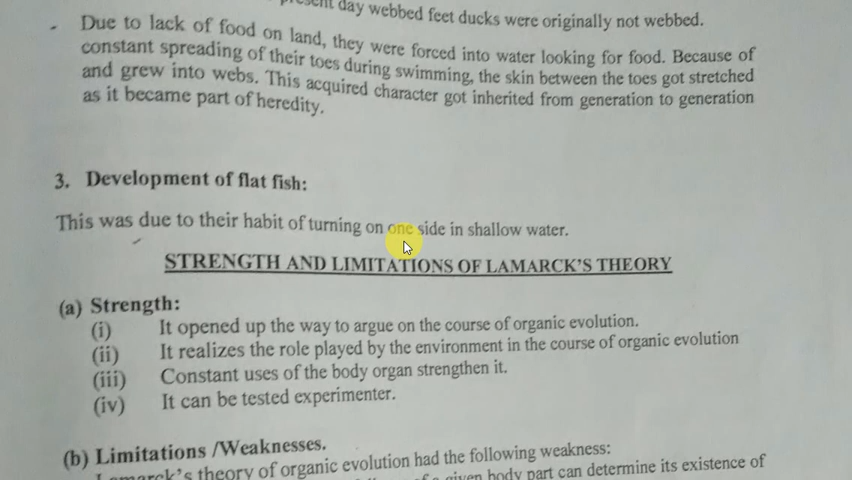 present day webbed feet ducks were originally not webbed.
- Due to lack of food on land, they were forced into water looking for food. Because of
constant spreading of their toes during swimming, the skin between the toes got stretched
and grew into webs. This acquired character got inherited from generation to generation
as it became part of heredity.
3. Development of flat fish:
This was due to their habit of turning on one side in shallow water.
STRENGTH AND LIMITATIONS OF LAMARCK'S THEORY
(a) Strength:
(i) It opened up the way to argue on the course of organic evolution.
(ii) It realizes the role played by the environment in the course of organic evolution
(iii) Constant uses of the body organ strengthen it.
(iv) It can be tested experimenter.
(b) Limitations /Weaknesses.
Lamarck's theory of organic evolution had the following weakness:
given body part can determine its existence of